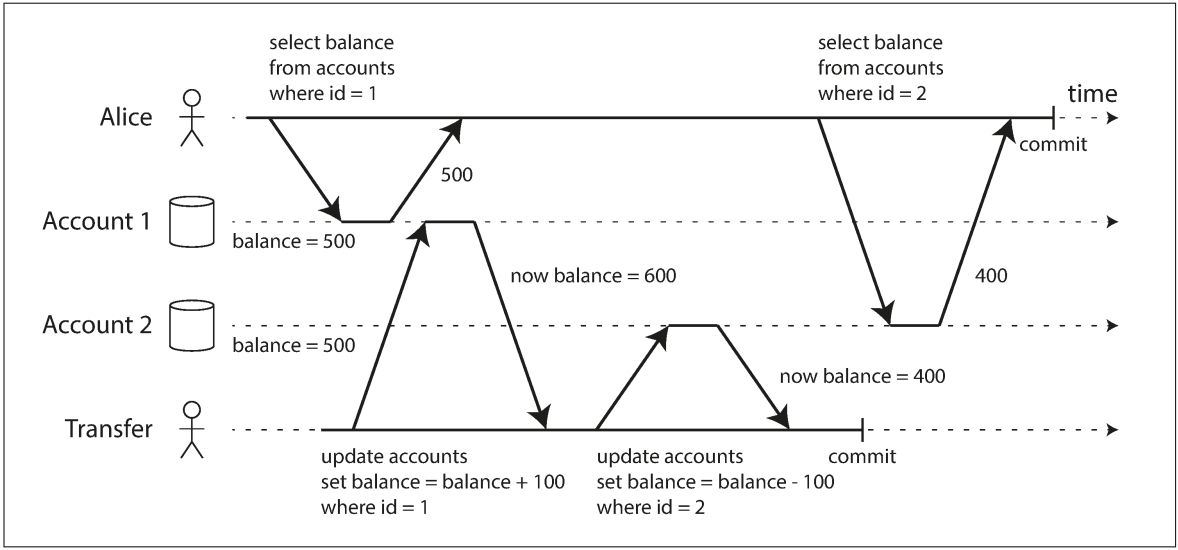 select balance
from accounts
where id = 1
select balance
from accounts
where id = 2
time
Alice
commit
500
Account 1
balance = 500
now balance = 600
400
Account 2
balance = 500
now balance = 400
Transfer
update accounts
set balance = balance + 100
where id = 1
update accounts
set balance = balance - 100
where id = 2
commit